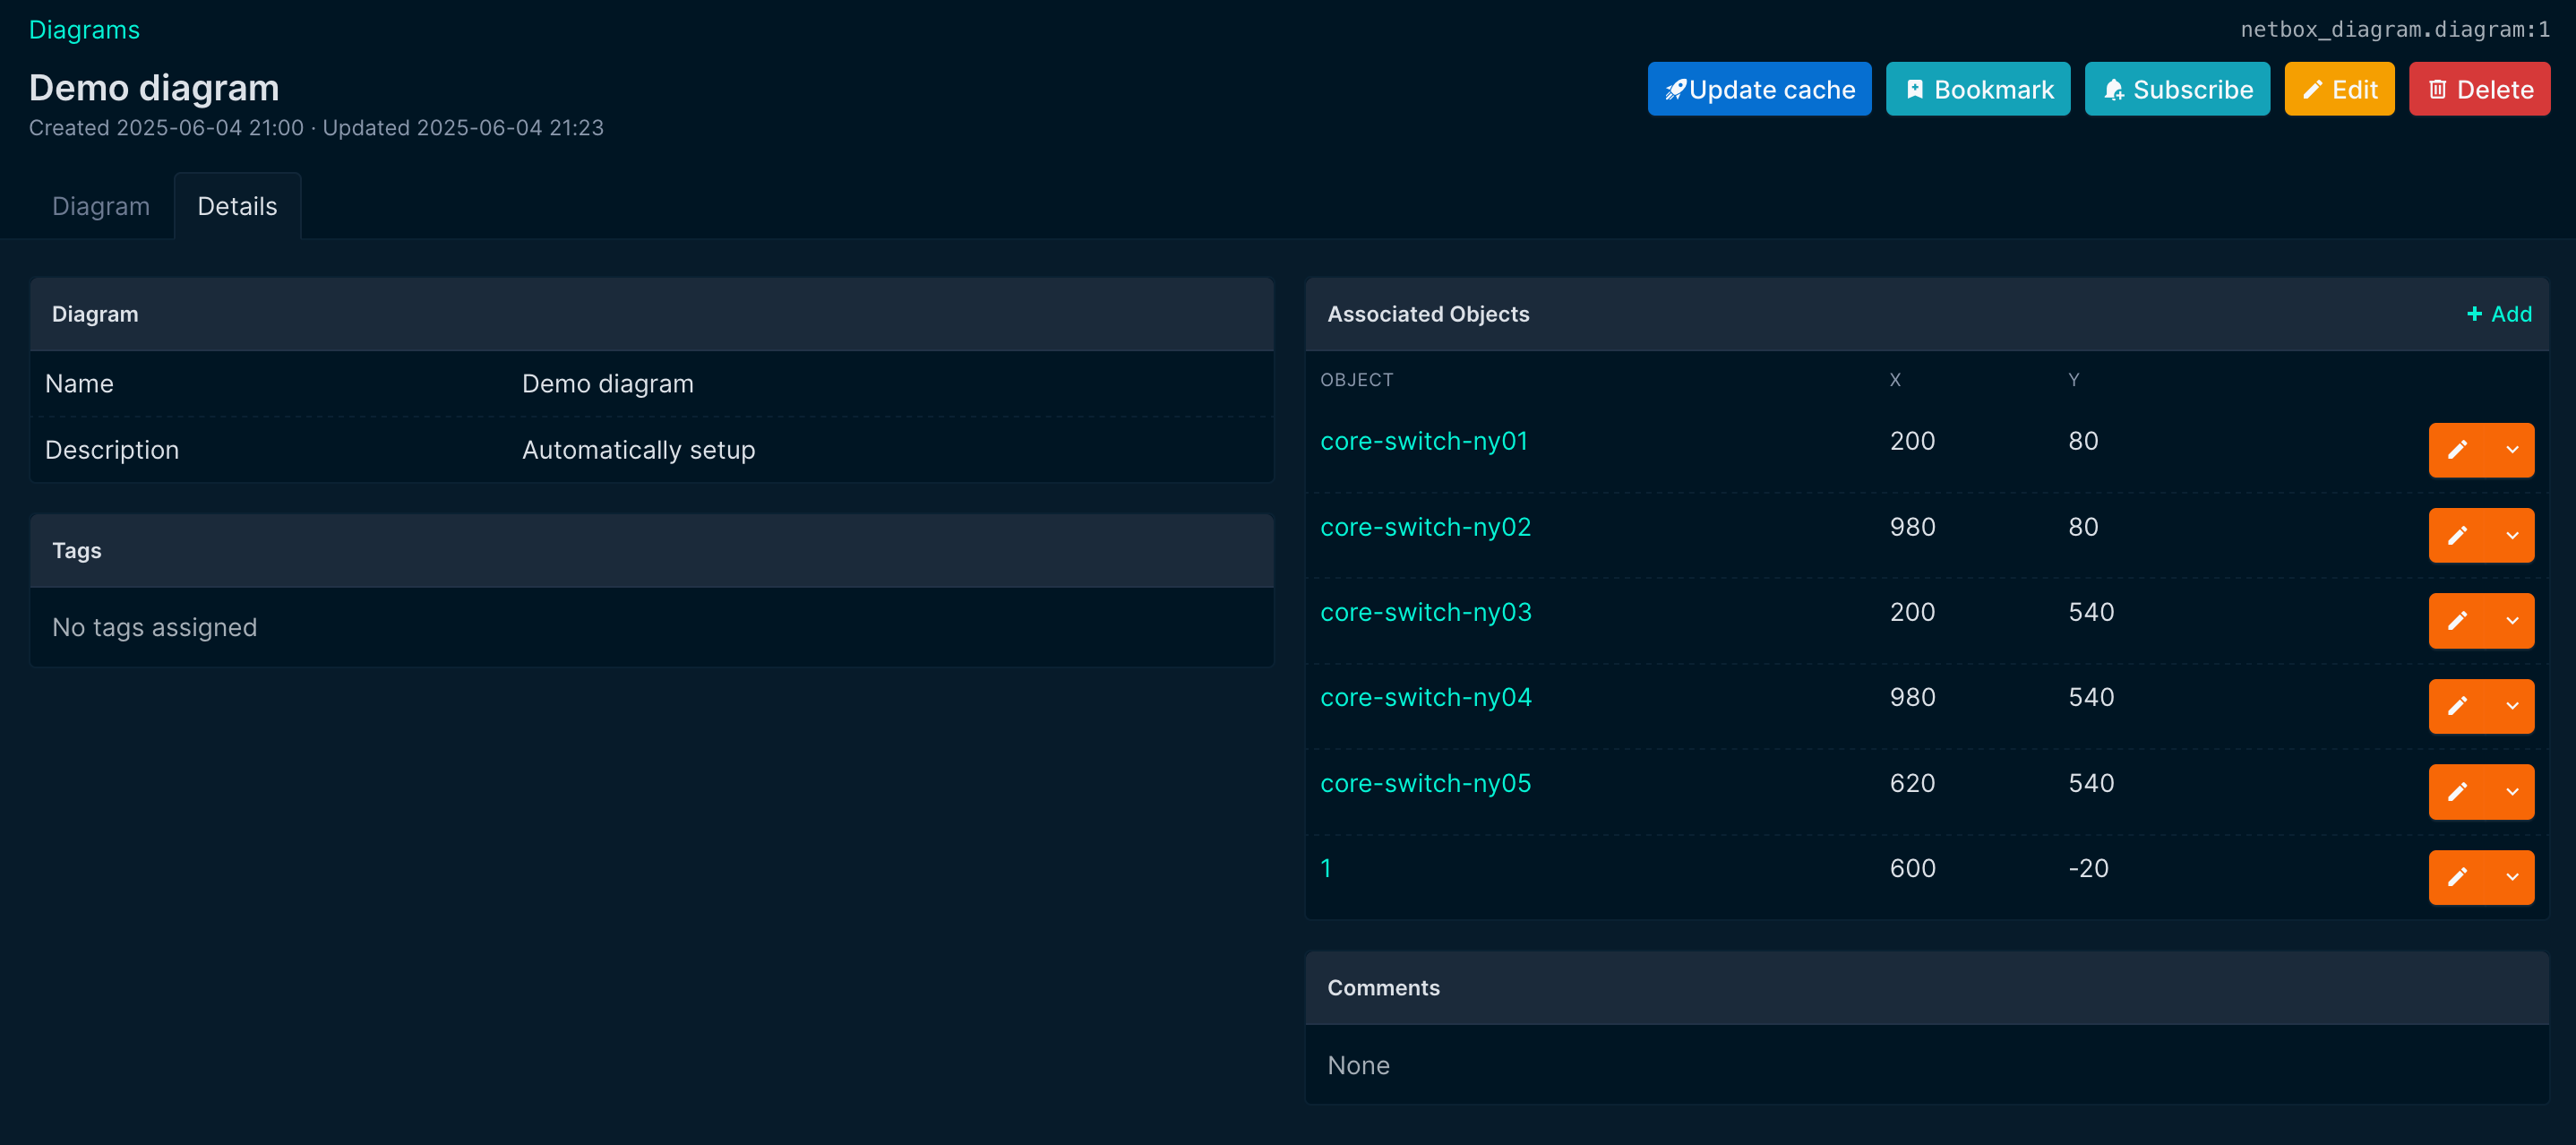 Diagrams
netbox_diagram.diagram:1
Demo diagram
Created 2025-06-04 21:00 · Updated 2025-06-04 21:23
Update cache
Bookmark
Subscribe
Edit
Delete
Diagram
Details
Diagram
Name Demo diagram
Description Automatically setup
Tags
No tags assigned
Associated Objects
+ Add
OBJECT X Y
core-switch-ny01 200 80
core-switch-ny02 980 80
core-switch-ny03 200 540
core-switch-ny04 980 540
core-switch-ny05 620 540
1 600 -20
Comments
None